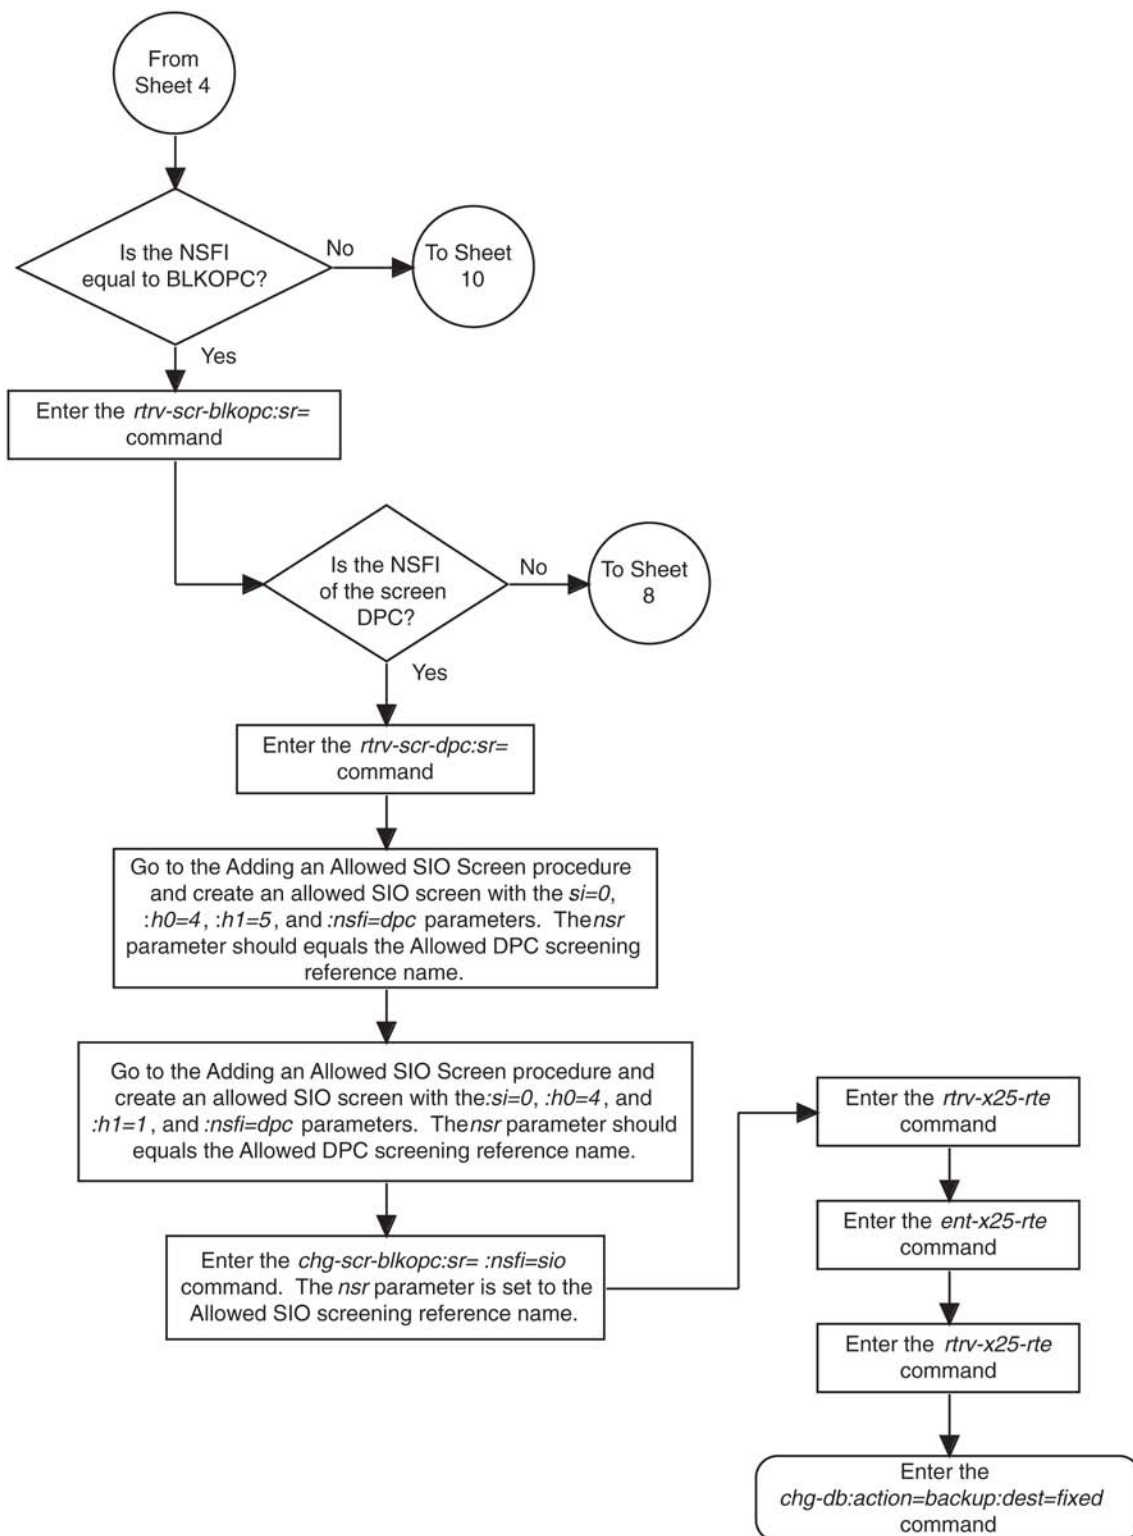 From
Sheet 4
Is the NSFI
equal to BLKOPC?
No
To Sheet
10
Yes
Enter the rtrv-scr-blkopc:sr=
command
Is the NSFI
of the screen
DPC?
No
To Sheet
8
Yes
Enter the rtrv-scr-dpc:sr=
command
Go to the Adding an Allowed SIO Screen procedure
and create an allowed SIO screen with the si=0,
:h0=4, :h1=5, and :nsfi=dpc parameters. Thensr
parameter should equals the Allowed DPC screening
reference name.
Go to the Adding an Allowed SIO Screen procedure and
create an allowed SIO screen with the:si=0, :h0=4, and
:h1=1, and :nsfi=dpc parameters. Thensr parameter should
equals the Allowed DPC screening reference name.
Enter the chg-scr-blkopc:sr= :nsfi=sio
command. The nsr parameter is set to the
Allowed SIO screening reference name.
Enter the rtrv-x25-rte
command
Enter the ent-x25-rte
command
Enter the rtrv-x25-rte
command
Enter the
chg-db:action=backup:dest=fixed
command